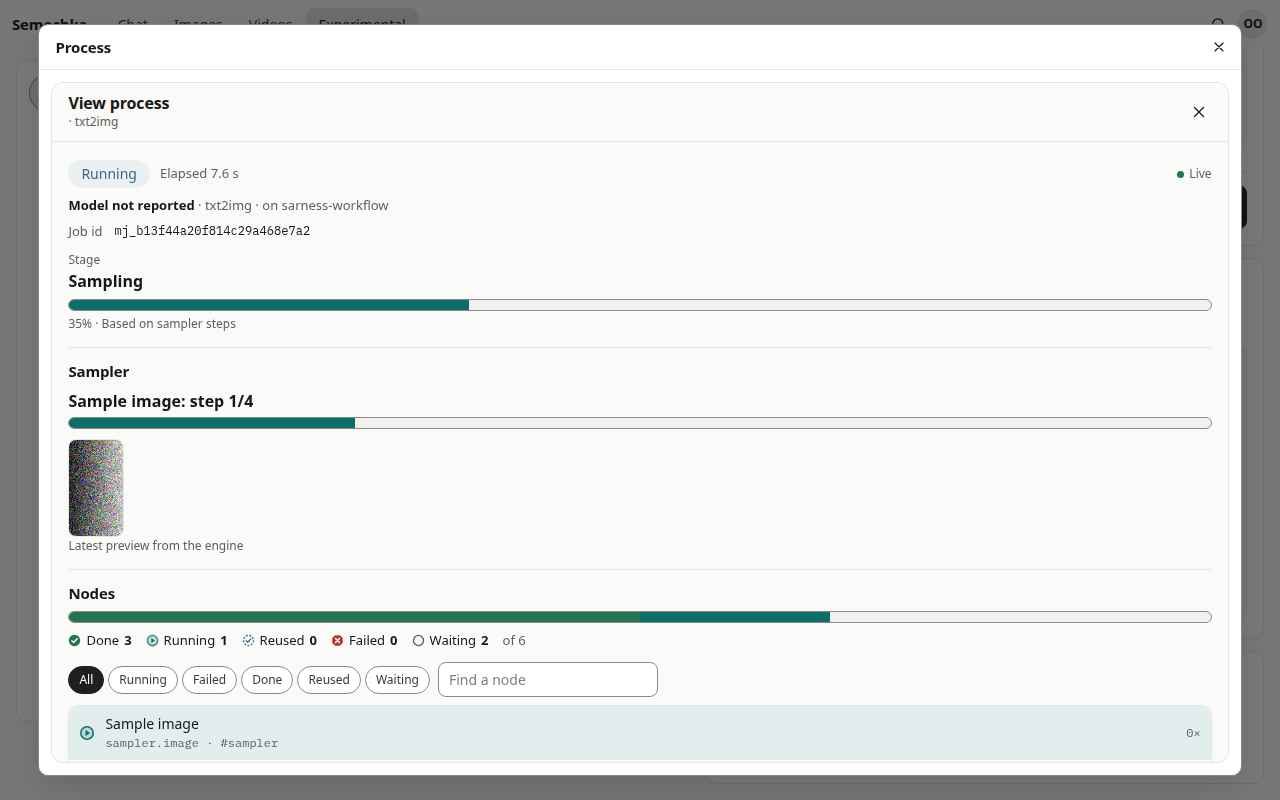 Process
View process
· txt2img
Running Elapsed 7.6 s Live
Model not reported · txt2img · on sarness-workflow
Job id mj_b13f44a20f814c29a468e7a2
Stage
Sampling
35% · Based on sampler steps
Sampler
Sample image: step 1/4
Latest preview from the engine
Nodes
Done 3 Running 1 Reused 0 Failed 0 Waiting 2 of 6
All Running Failed Done Reused Waiting Find a node
Sample image
sampler.image · #sampler 0×
OO